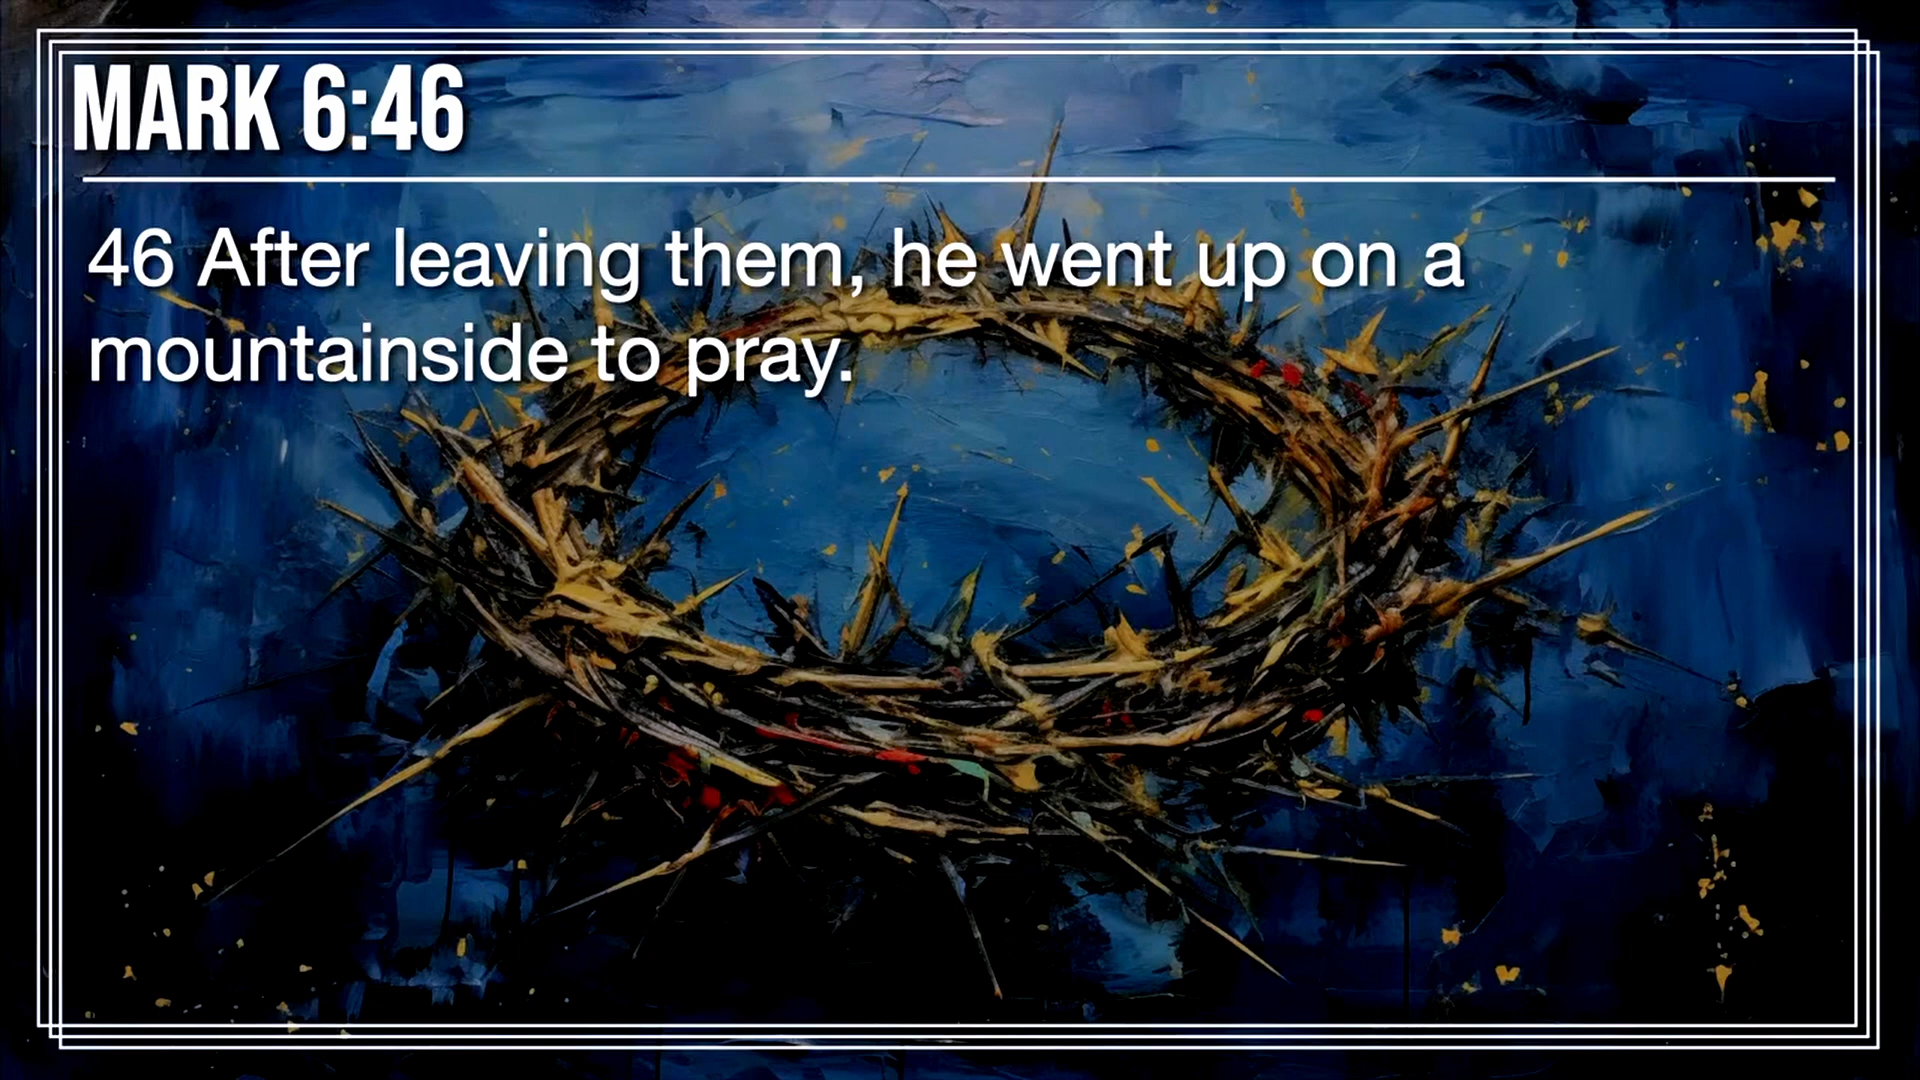 MARK 6:46
46 After leaving them, he went up on a
mountainside to pray.